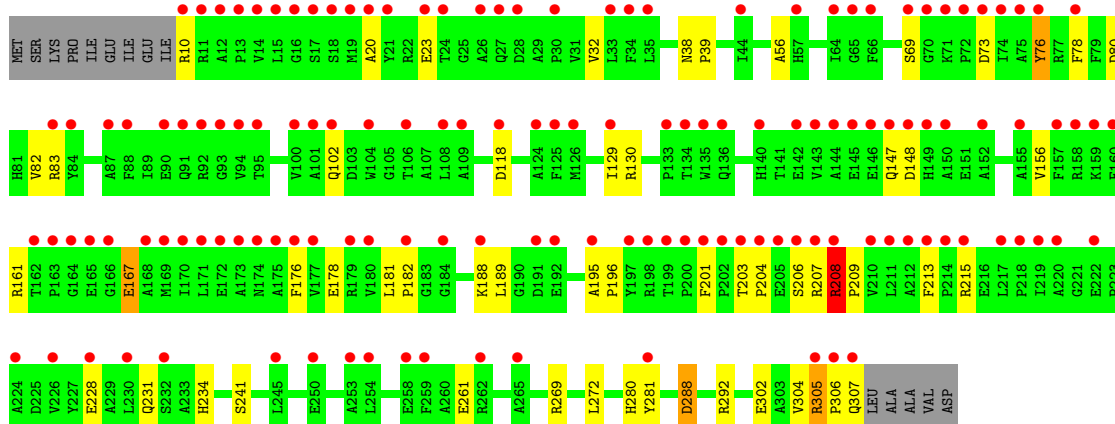 MET SER LYS PRO ILE GLU ILE GLU ILE R10 R11 A12 P13 V14 L15 G16 S17 S18 M19 A20 Y21 R22 E23 T24 G25 A26 Q27 D28 A29 P30 V31 V32 L33 F34 L35 N38 P39 I44 A56 H57 I64 G65 F66 S69 G70 K71 P72 D73 I74 A75 Y76 R77 F78 F79 D80
H81 V82 R83 Y84 A87 F88 I89 E90 Q91 R92 G93 V94 T95 V100 A101 Q102 D103 W104 G105 T106 A107 L108 A109 D118 A124 F125 M126 I129 R130 P133 T134 W135 Q136 H140 T141 E142 V143 A144 E145 E146 Q147 D148 H149 A150 E151 A152 A155 V156 F157 R158 K159 F160
R161 T162 P163 G164 E165 G166 E167 A168 M169 I170 L171 E172 A173 N174 A175 F176 V177 E178 R179 V180 L181 P182 G183 G184 K188 L189 G190 D191 E192 A195 P196 Y197 R198 T199 P200 F201 P202 T203 P204 E205 S206 R207 R208 P209 V210 L211 A212 F213 P214 R215 E216 L217 P218 I219 A220 G221 E222 P223
A224 D225 V226 Y227 E228 A229 L230 Q231 S232 A233 H234 S241 L245 E250 A253 L254 E258 F259 A260 E261 R262 A265 R269 L272 H280 Y281 D288 R292 E302 A303 V304 R305 P306 Q307 LEU ALA ALA VAL ASP